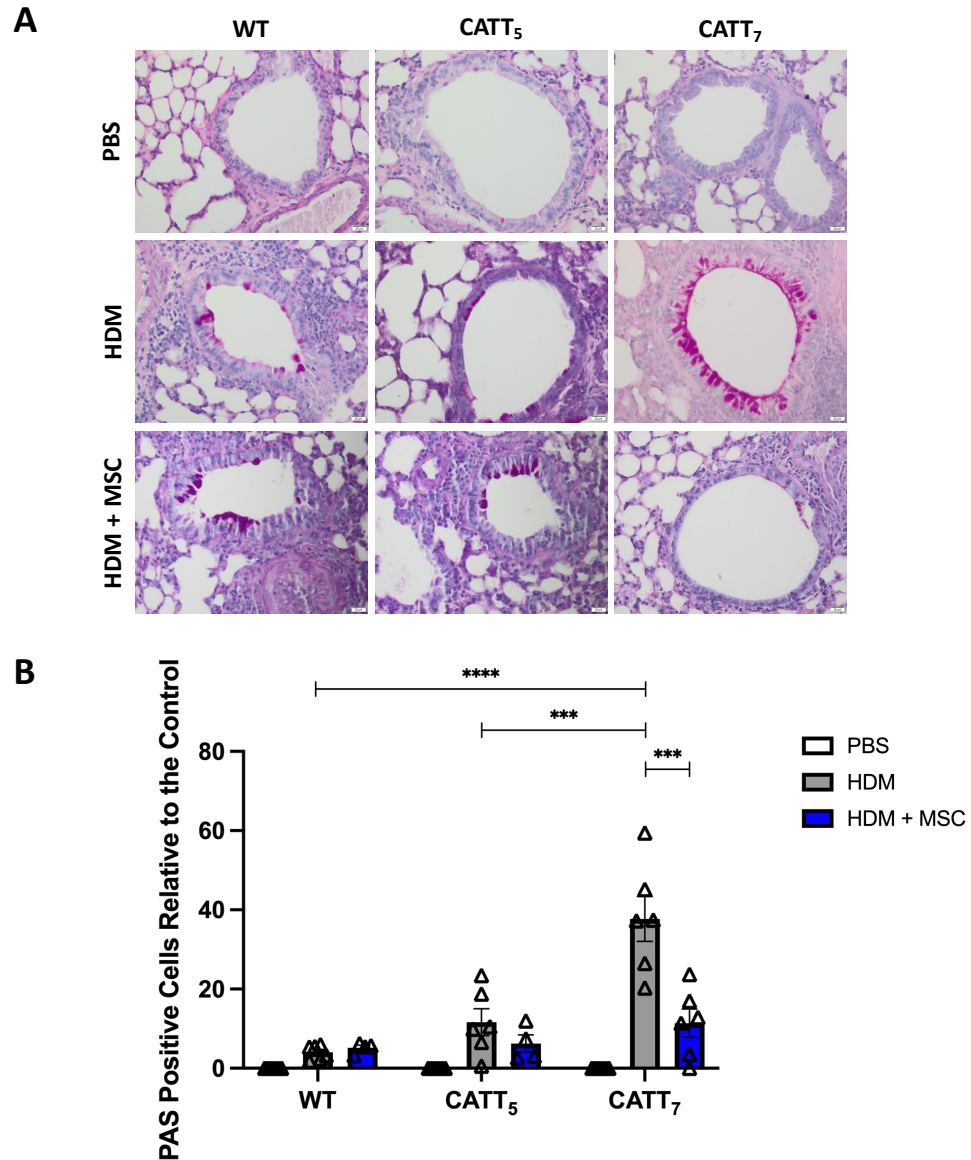 A
WT CATT₅ CATT₇
PBS
HDM
HDM + MSC
B
PAS Positive Cells Relative to the Control
****
***
***
80
60
40
20
0
WT CATT₅ CATT₇
PBS
HDM
HDM + MSC